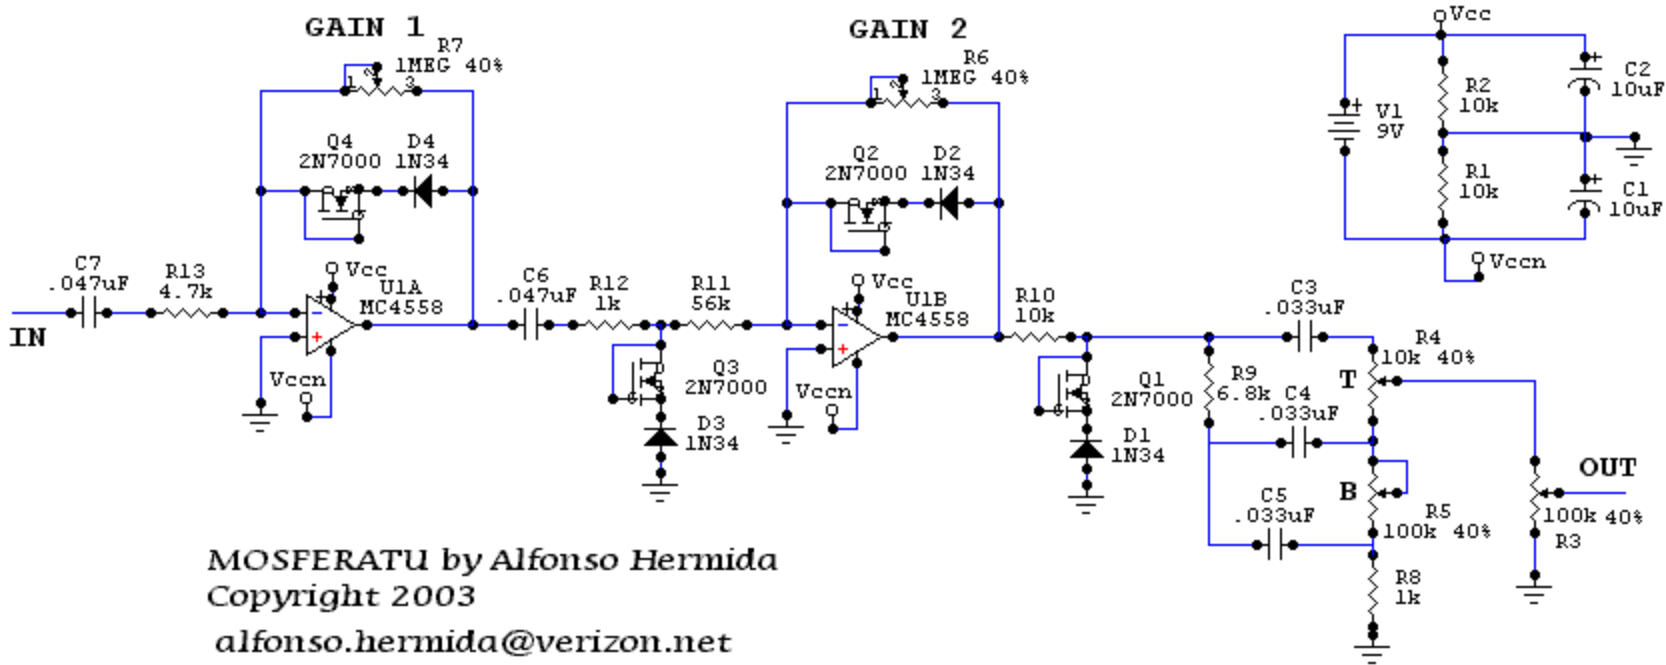 GAIN 1
R7
1MEG 40%
1 2 3
Q4
2N7000
D4
1N34
C7
.047uF
R13
4.7k
IN
Vcc
U1A
MC4558
Vccn
C6
.047uF
R12
1k
R11
56k
Q3
2N7000
D3
1N34
GAIN 2
R6
1MEG 40%
1 2 3
Q2
2N7000
D2
1N34
Vcc
U1B
MC4558
Vccn
R10
10k
Q1
2N7000
D1
1N34
R9
6.8k
C3
.033uF
C4
.033uF
C5
.033uF
R4
10k 40%
T
B
R5
100k 40%
R8
1k
OUT
100k 40%
R3
Vcc
V1
9V
R2
10k
R1
10k
C2
10uF
C1
10uF
Vccn
MOSFERATU by Alfonso Hermida
Copyright 2003
alfonso.hermida@verizon.net